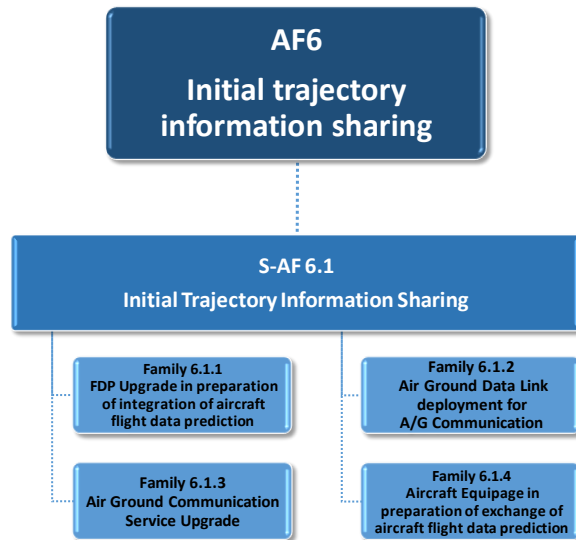 AF6
Initial trajectory
information sharing
S-AF 6.1
Initial Trajectory Information Sharing
Family 6.1.1
FDP Upgrade in preparation
of integration of aircraft
flight data prediction
Family 6.1.2
Air Ground Data Link
deployment for
A/G Communication
Family 6.1.3
Air Ground Communication
Service Upgrade
Family 6.1.4
Aircraft Equipage in
preparation of exchange of
aircraft flight data prediction